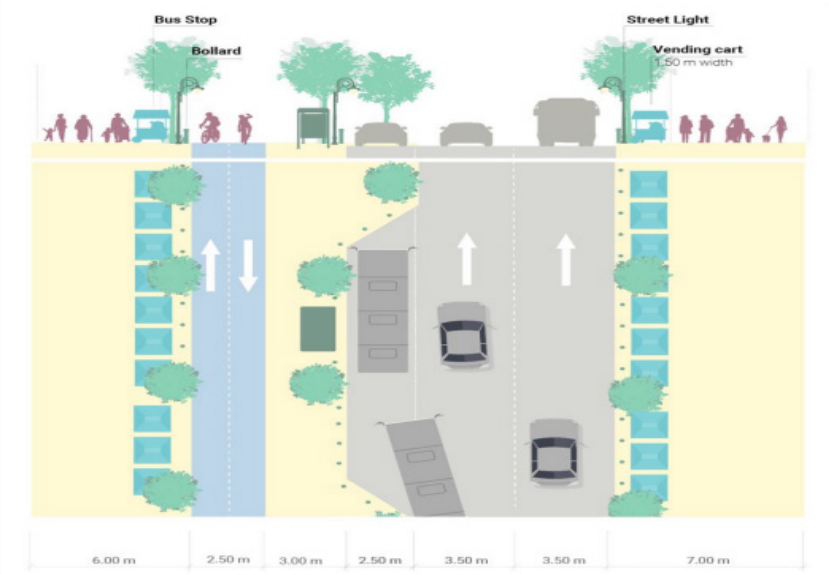 Bus Stop
Street Light
Bollard
Vending cart
1.50 m width
6.00 m
2.50 m
3.00 m
2.50 m
3.50 m
3.50 m
7.00 m